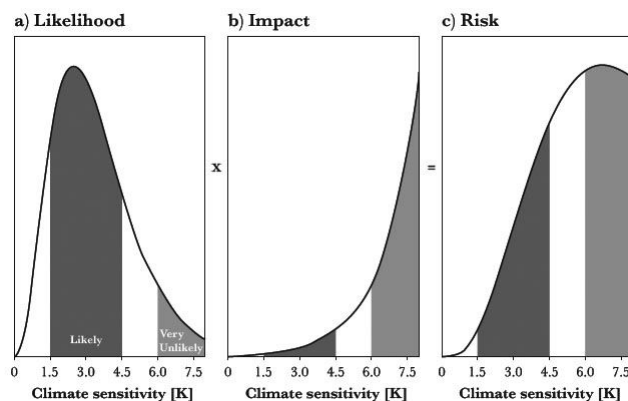 a) Likelihood
b) Impact
c) Risk
x
=
Likely
Very
Unlikely
0 1.5 3.0 4.5 6.0 7.5
0 1.5 3.0 4.5 6.0 7.5
0 1.5 3.0 4.5 6.0 7.5
Climate sensitivity [K]
Climate sensitivity [K]
Climate sensitivity [K]